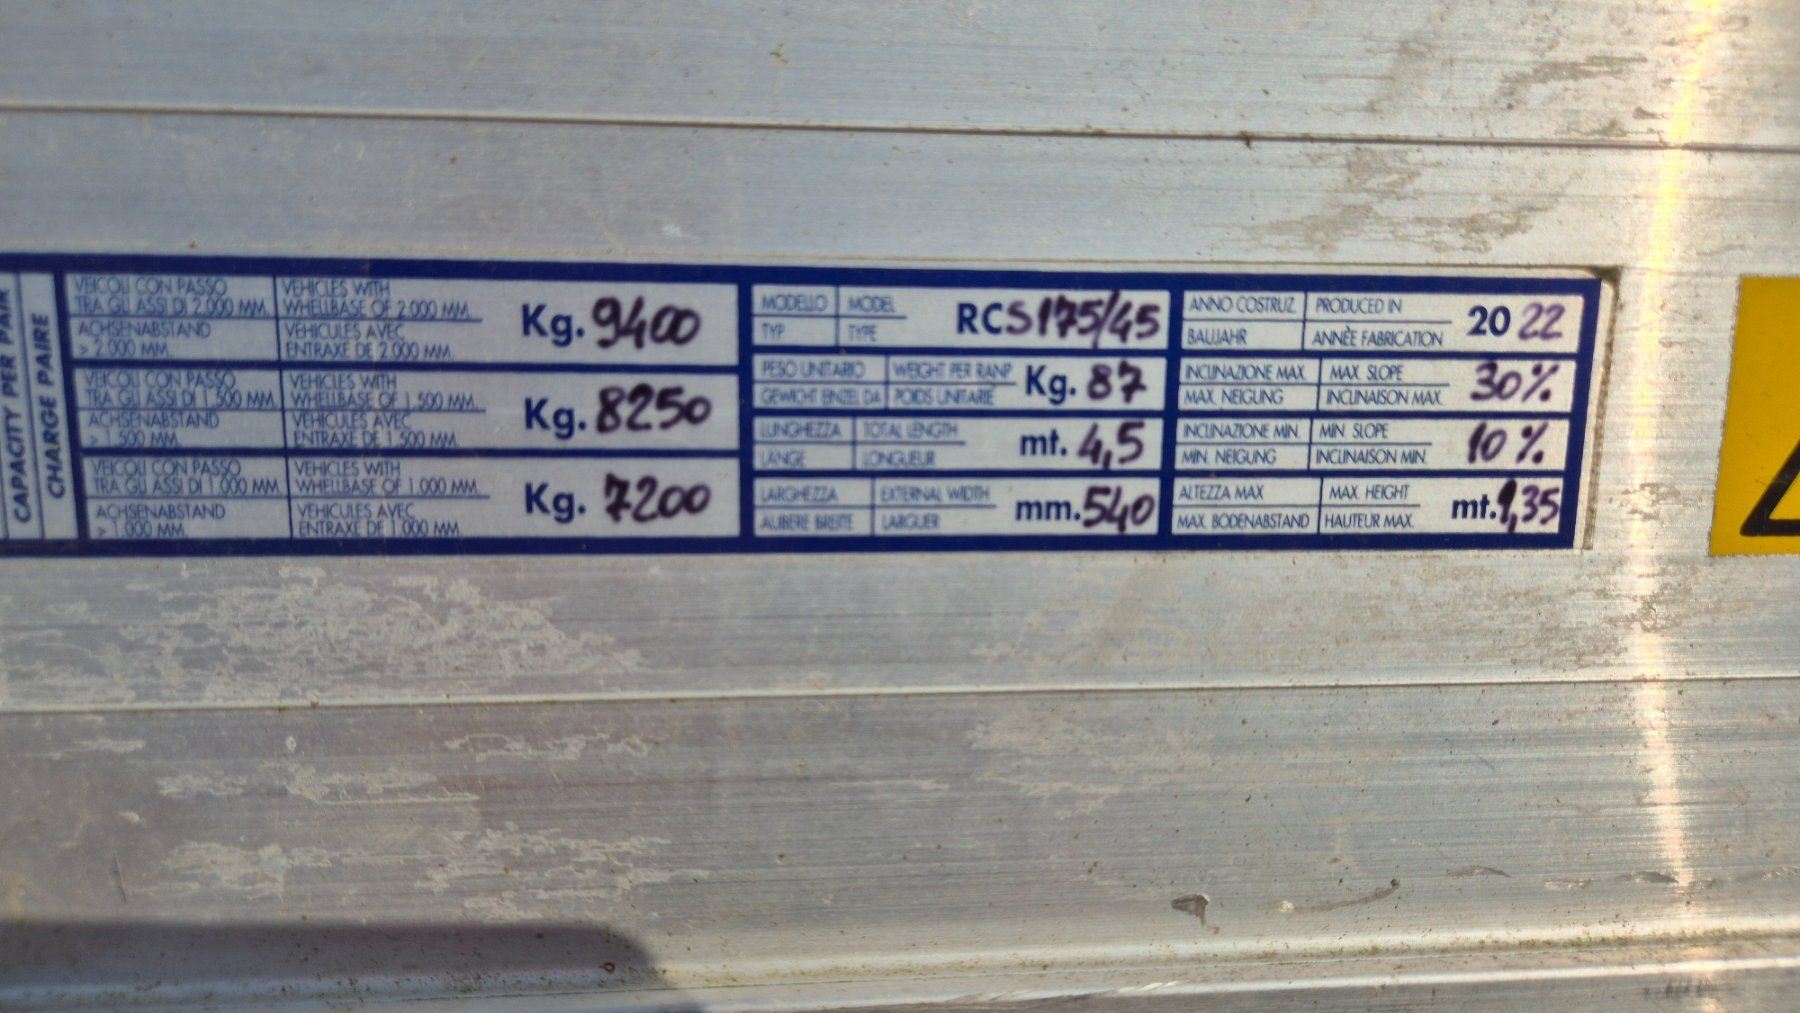 CAPACITY PER PAIR
CHARGE PAIRE
VEICOLI CON PASSO
TRA GLI ASSI DI 2.000 MM.
VEHICLES WITH
WHELLBASE OF 2.000 MM.
ACHSENABSTAND
> 2.000 MM.
VEHICULES AVEC
ENTRAXE DE 2.000 MM.
Kg. 9400
VEICOLI CON PASSO
TRA GLI ASSI DI 1.500 MM.
VEHICLES WITH
WHELLBASE OF 1.500 MM.
ACHSENABSTAND
> 1.500 MM.
VEHICULES AVEC
ENTRAXE DE 1.500 MM.
Kg. 8250
VEICOLI CON PASSO
TRA GLI ASSI DI 1.000 MM.
VEHICLES WITH
WHELLBASE OF 1.000 MM.
ACHSENABSTAND
> 1.000 MM.
VEHICULES AVEC
ENTRAXE DE 1.000 MM.
Kg. 7200
MODELLO MODEL
TYP TYPE
RCS175/45
PESO UNITARIO WEIGHT PER RANP
GEWICHT EINZEL DA POIDS UNITARIE
Kg. 87
LUNGHEZZA TOTAL LENGTH
LÄNGE LONGUEUR
mt. 4,5
LARGHEZZA EXTERNAL WIDTH
AUßERE BREITE LARGUER
mm. 540
ANNO COSTRUZ. PRODUCED IN
BAUJAHR ANNÈE FABRICATION
2022
INCLINAZIONE MAX. MAX. SLOPE
MAX. NEIGUNG INCLINAISON MAX.
30%
INCLINAZIONE MIN. MIN. SLOPE
MIN. NEIGUNG INCLINAISON MIN.
10%
ALTEZZA MAX MAX. HEIGHT
MAX. BODENABSTAND HAUTEUR MAX.
mt. 1,35